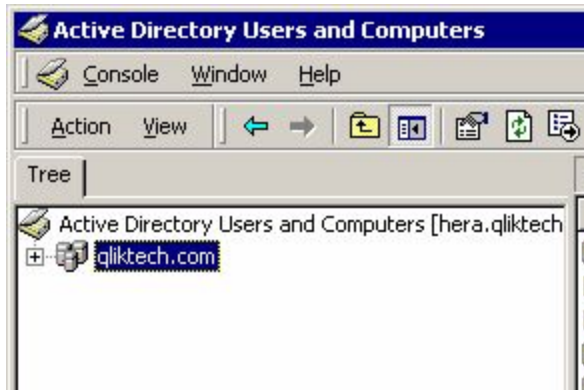 Active Directory Users and Computers
Console Window Help
Action View
Tree
Active Directory Users and Computers [hera.qliktech
qliktech.com